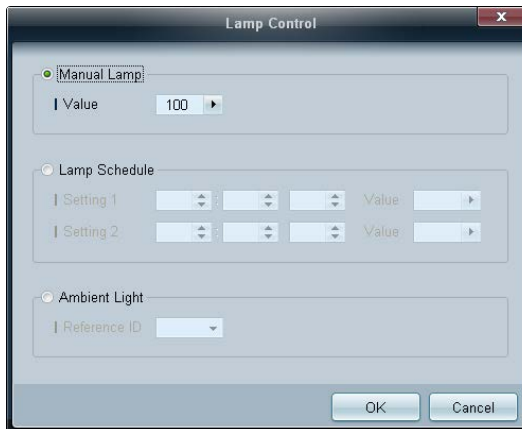 Lamp Control
x
Manual Lamp
Value 100
Lamp Schedule
Setting 1 : Value
Setting 2 : Value
Ambient Light
Reference ID
OK Cancel